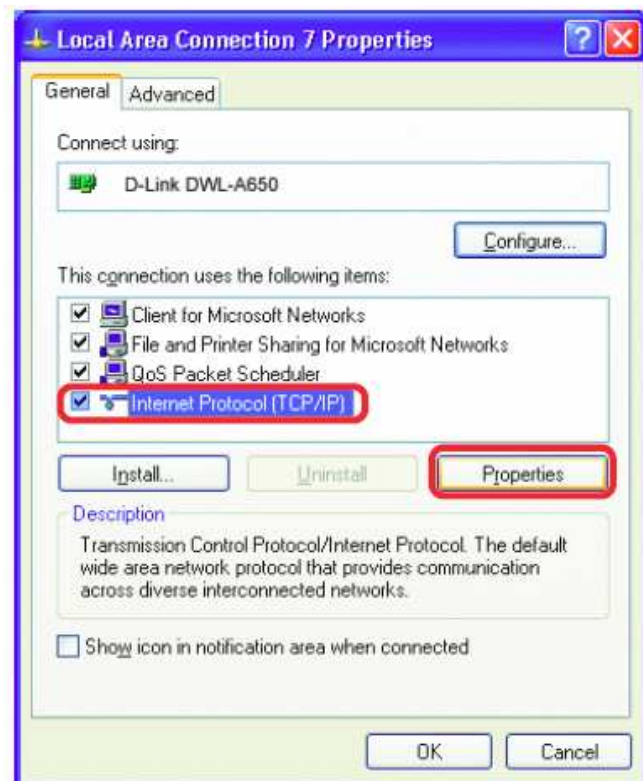 Local Area Connection 7 Properties
General
Advanced
Connect using:
D-Link DWL-A650
Configure...
This connection uses the following items:
Client for Microsoft Networks
File and Printer Sharing for Microsoft Networks
QoS Packet Scheduler
Internet Protocol (TCP/IP)
Install...
Uninstall
Properties
Description
Transmission Control Protocol/Internet Protocol. The default
wide area network protocol that provides communication
across diverse interconnected networks.
Show icon in notification area when connected
OK
Cancel